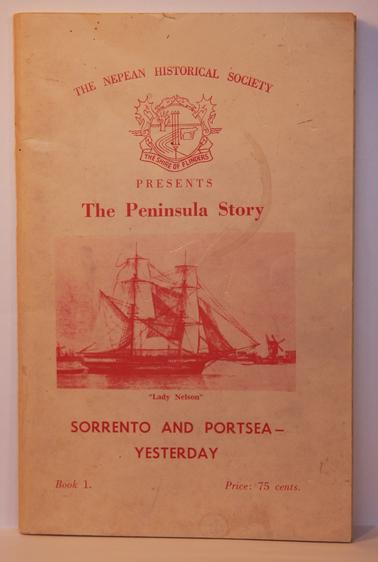 THE NEPEAN HISTORICAL SOCIETY
THE SHIRE OF FLINDERS
PRESENTS
The Peninsula Story
"Lady Nelson"
SORRENTO AND PORTSEA —
YESTERDAY
Book 1. Price: 75 cents.